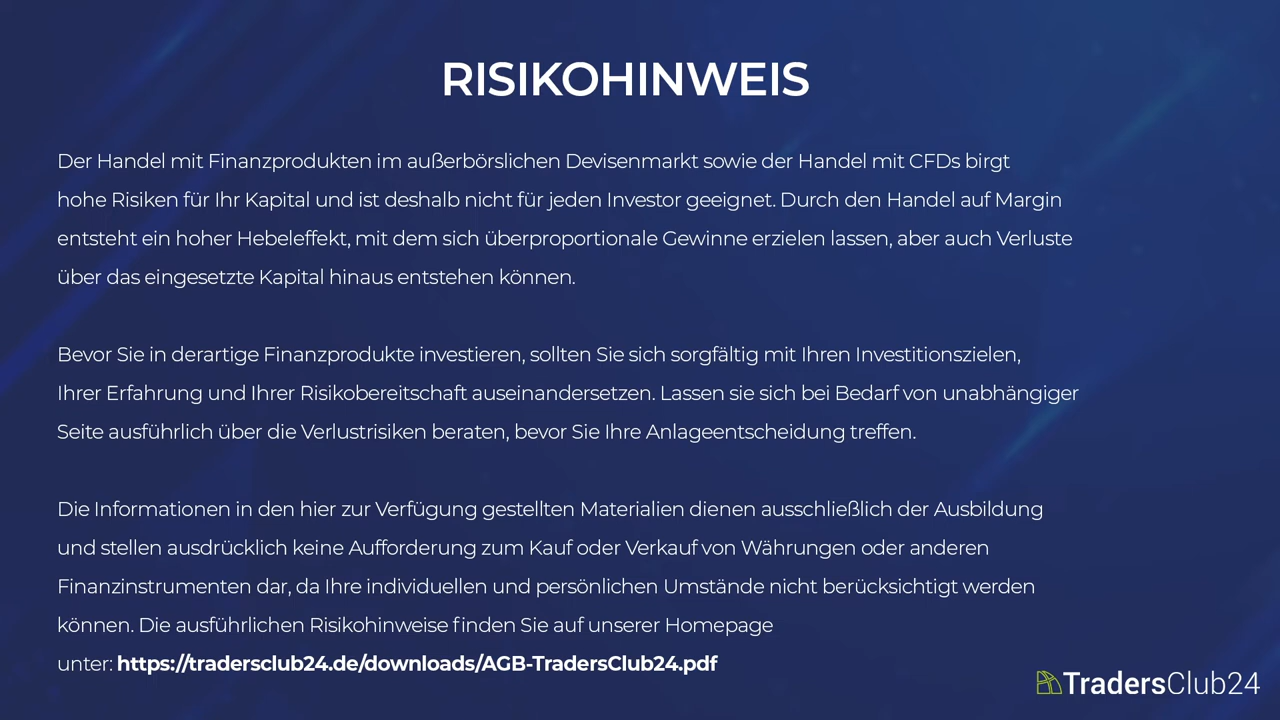 RISIKOHINWEIS
Der Handel mit Finanzprodukten im außerbörslichen Devisenmarkt sowie der Handel mit CFDs birgt
hohe Risiken für Ihr Kapital und ist deshalb nicht für jeden Investor geeignet. Durch den Handel auf Margin
entsteht ein hoher Hebeleffekt, mit dem sich überproportionale Gewinne erzielen lassen, aber auch Verluste
über das eingesetzte Kapital hinaus entstehen können.
Bevor Sie in derartige Finanzprodukte investieren, sollten Sie sich sorgfältig mit Ihren Investitionszielen,
Ihrer Erfahrung und Ihrer Risikobereitschaft auseinandersetzen. Lassen sie sich bei Bedarf von unabhängiger
Seite ausführlich über die Verlustrisiken beraten, bevor Sie Ihre Anlageentscheidung treffen.
Die Informationen in den hier zur Verfügung gestellten Materialien dienen ausschließlich der Ausbildung
und stellen ausdrücklich keine Aufforderung zum Kauf oder Verkauf von Währungen oder anderen
Finanzinstrumenten dar, da Ihre individuellen und persönlichen Umstände nicht berücksichtigt werden
können. Die ausführlichen Risikohinweise finden Sie auf unserer Homepage
unter: https://tradersclub24.de/downloads/AGB-TradersClub24.pdf
TradersClub24